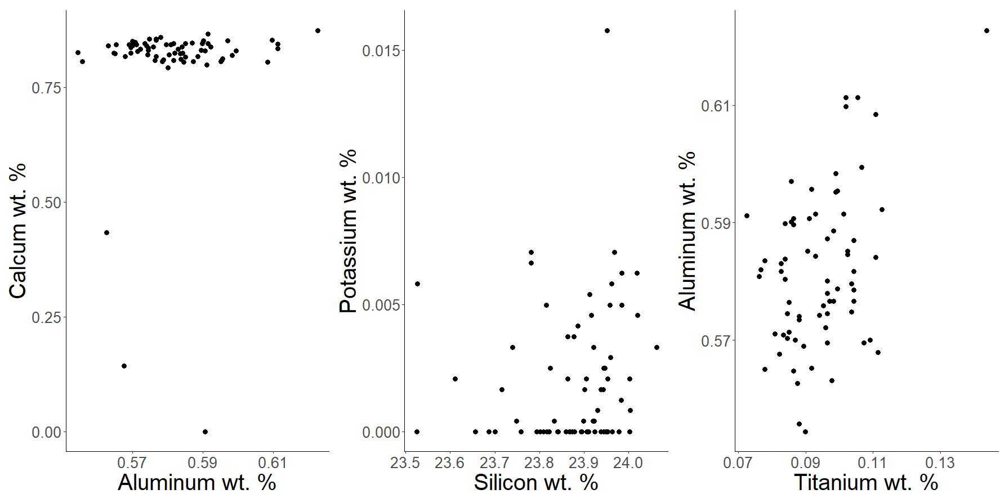 Calcum wt. %
0.75
0.50
0.25
0.00
0.57 0.59 0.61
Aluminum wt. %
Potassium wt. %
0.015
0.010
0.005
0.000
23.5 23.6 23.7 23.8 23.9 24.0
Silicon wt. %
Aluminum wt. %
0.61
0.59
0.57
0.07 0.09 0.11 0.13
Titanium wt. %